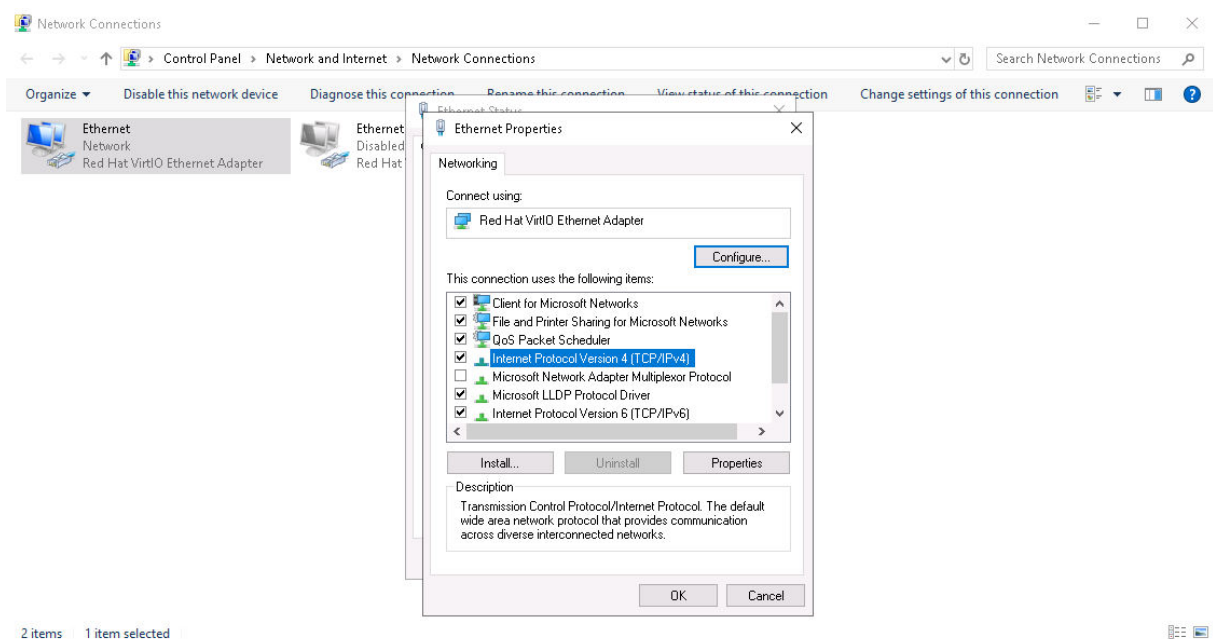 Network Connections
Control Panel > Network and Internet > Network Connections
Search Network Connections
Organize
Disable this network device
Diagnose this connection
Rename this connection
View status of this connection
Change settings of this connection
Ethernet
Network
Red Hat VirtIO Ethernet Adapter
Ethernet
Disabled
Red Hat
Ethernet Status
Ethernet Properties
Networking
Connect using:
Red Hat VirtIO Ethernet Adapter
Configure...
This connection uses the following items:
Client for Microsoft Networks
File and Printer Sharing for Microsoft Networks
QoS Packet Scheduler
Internet Protocol Version 4 (TCP/IPv4)
Microsoft Network Adapter Multiplexor Protocol
Microsoft LLDP Protocol Driver
Internet Protocol Version 6 (TCP/IPv6)
Install...
Uninstall
Properties
Description
Transmission Control Protocol/Internet Protocol. The default
wide area network protocol that provides communication
across diverse interconnected networks.
OK
Cancel
2 items
1 item selected